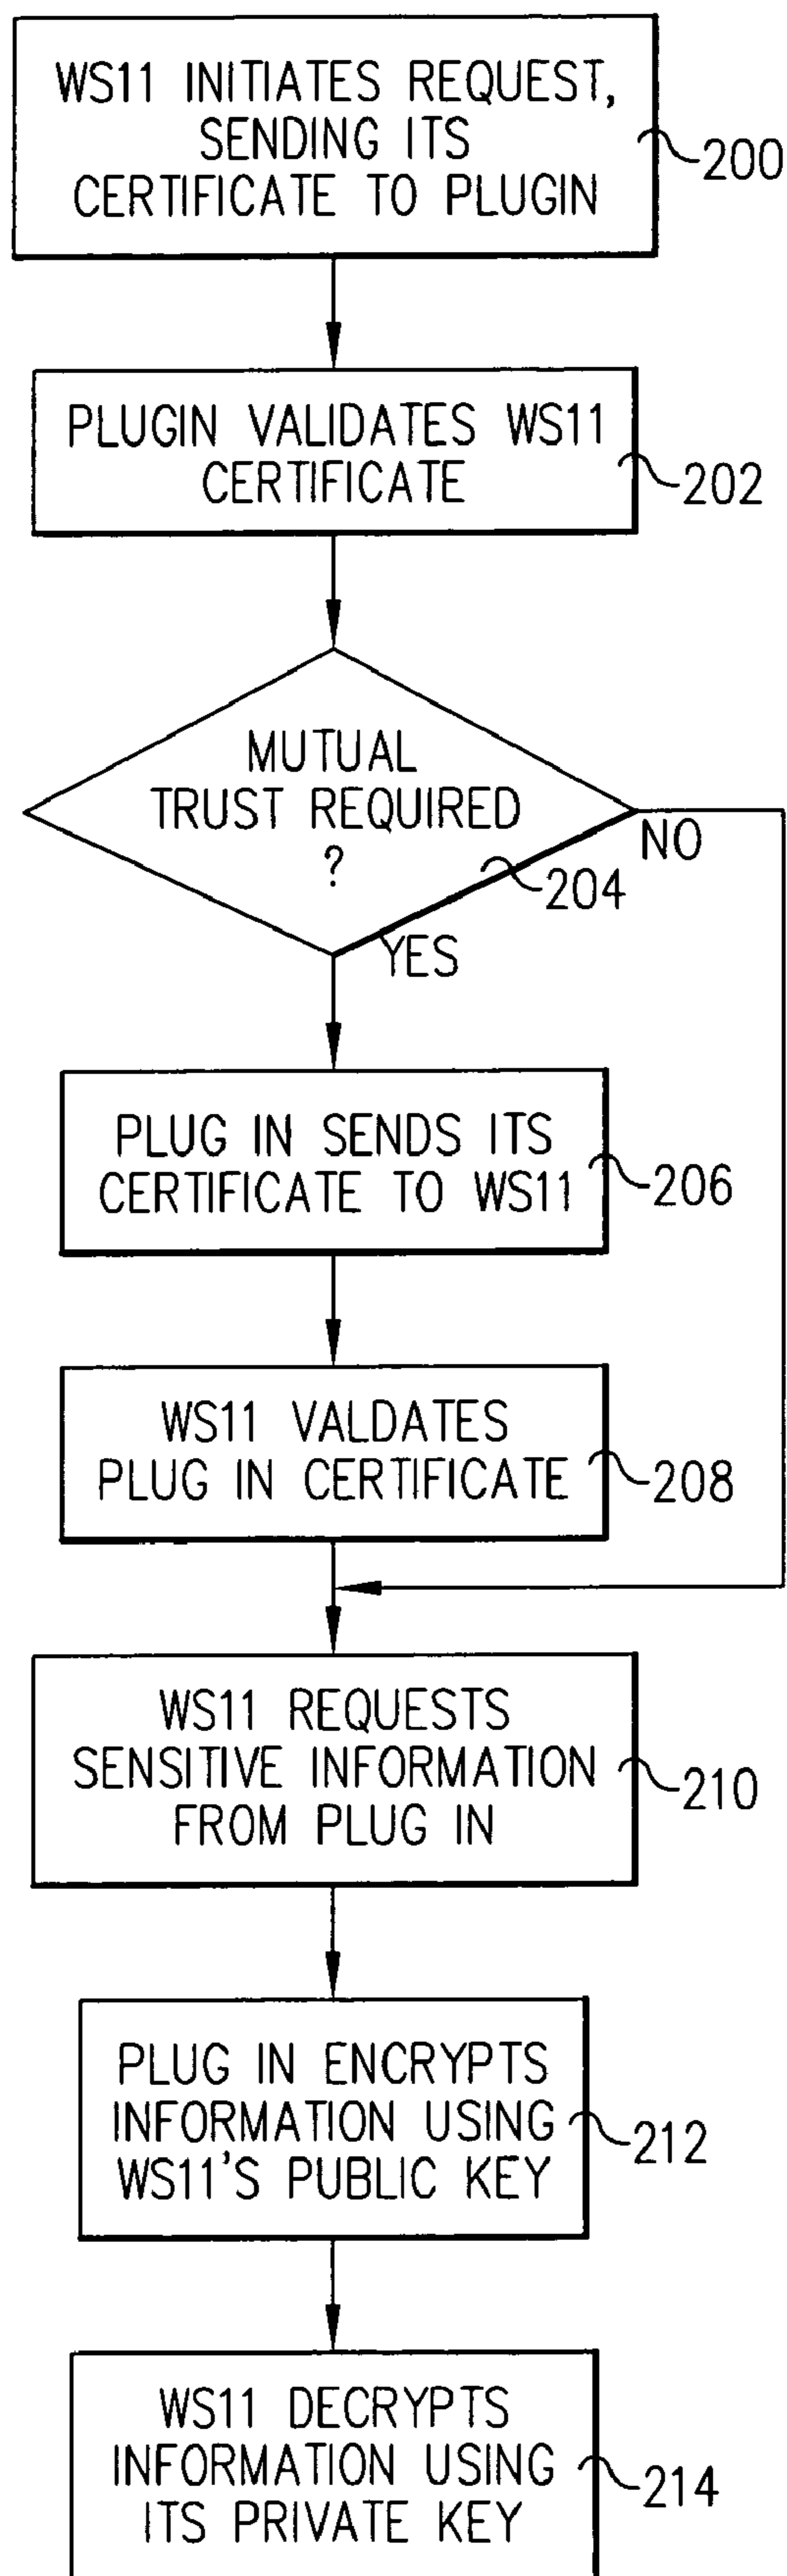 WS11 INITIATES REQUEST,
SENDING ITS
CERTIFICATE TO PLUGIN
200
PLUGIN VALIDATES WS11
CERTIFICATE
202
MUTUAL
TRUST REQUIRED
?
204
NO
YES
PLUG IN SENDS ITS
CERTIFICATE TO WS11
206
WS11 VALDATES
PLUG IN CERTIFICATE
208
WS11 REQUESTS
SENSITIVE INFORMATION
FROM PLUG IN
210
PLUG IN ENCRYPTS
INFORMATION USING
WS11'S PUBLIC KEY
212
WS11 DECRYPTS
INFORMATION USING
ITS PRIVATE KEY
214